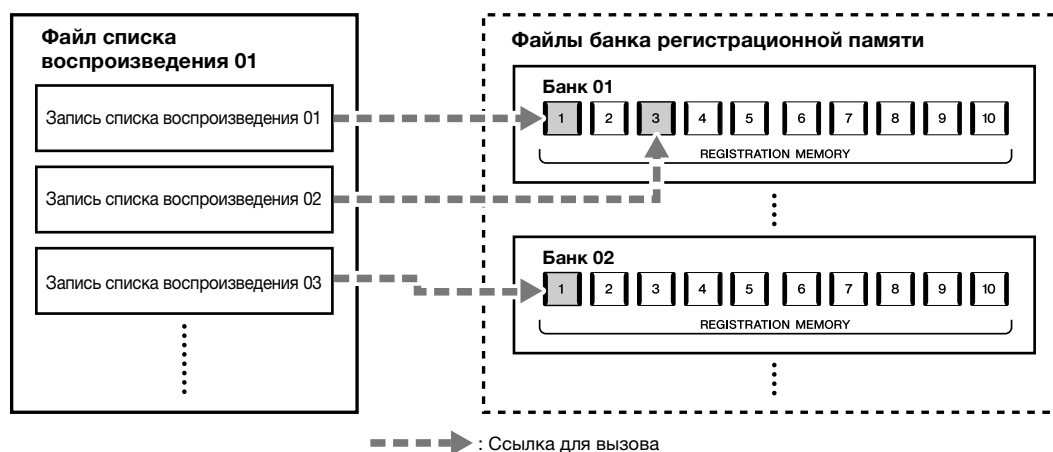 Файл списка
воспроизведения 01
Запись списка воспроизведения 01
Запись списка воспроизведения 02
Запись списка воспроизведения 03
Файлы банка регистрационной памяти
Банк 01
1 2 3 4 5 6 7 8 9 10
REGISTRATION MEMORY
Банк 02
1 2 3 4 5 6 7 8 9 10
REGISTRATION MEMORY
: Ссылка для вызова